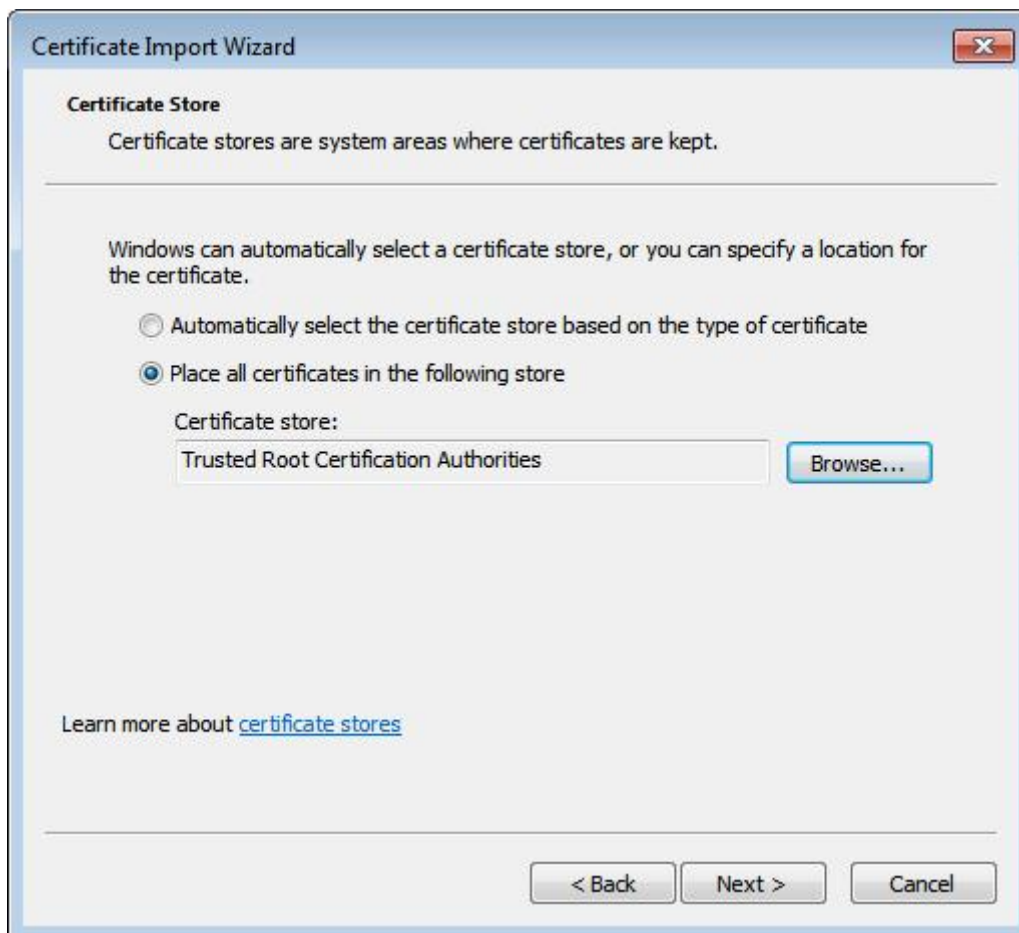 Certificate Import Wizard
Certificate Store
Certificate stores are system areas where certificates are kept.
Windows can automatically select a certificate store, or you can specify a location for
the certificate.
Automatically select the certificate store based on the type of certificate
Place all certificates in the following store
Certificate store:
Trusted Root Certification Authorities
Browse...
Learn more about certificate stores
< Back
Next >
Cancel